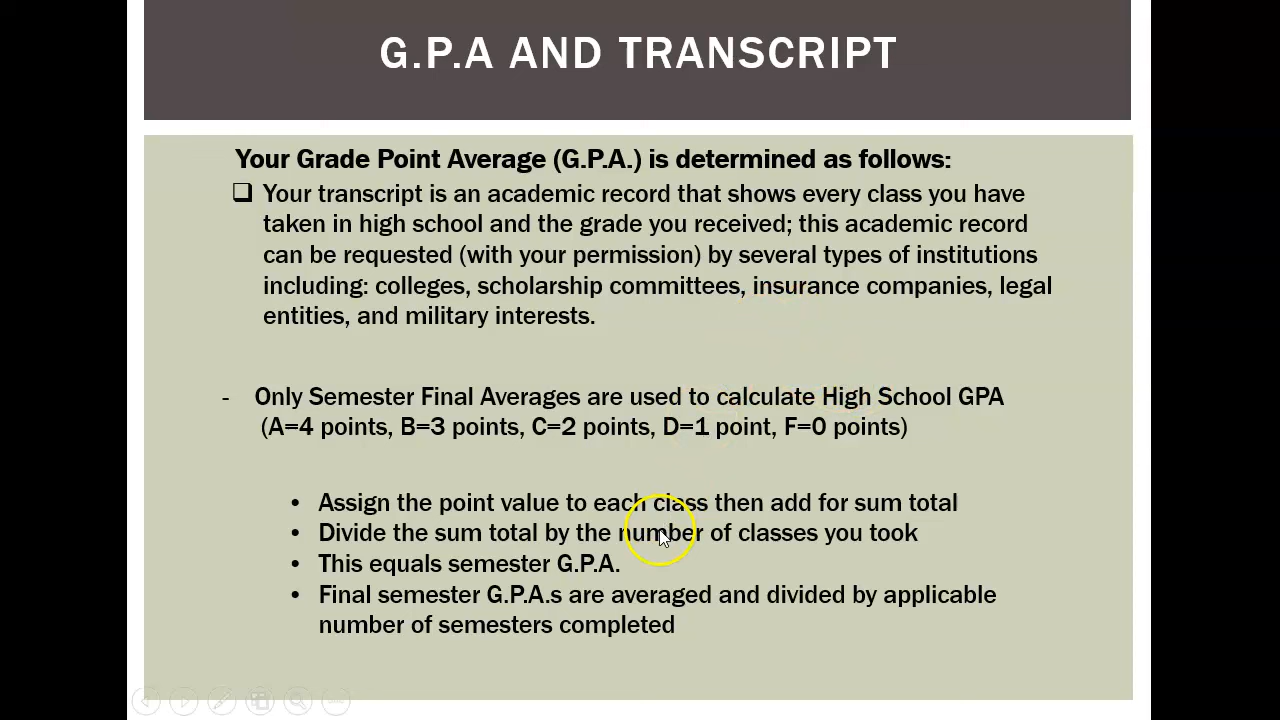 G.P.A AND TRANSCRIPT
Your Grade Point Average (G.P.A.) is determined as follows:
❑ Your transcript is an academic record that shows every class you have
taken in high school and the grade you received; this academic record
can be requested (with your permission) by several types of institutions
including: colleges, scholarship committees, insurance companies, legal
entities, and military interests.
- Only Semester Final Averages are used to calculate High School GPA
(A=4 points, B=3 points, C=2 points, D=1 point, F=0 points)
• Assign the point value to each class then add for sum total
• Divide the sum total by the number of classes you took
• This equals semester G.P.A.
• Final semester G.P.A.s are averaged and divided by applicable
number of semesters completed